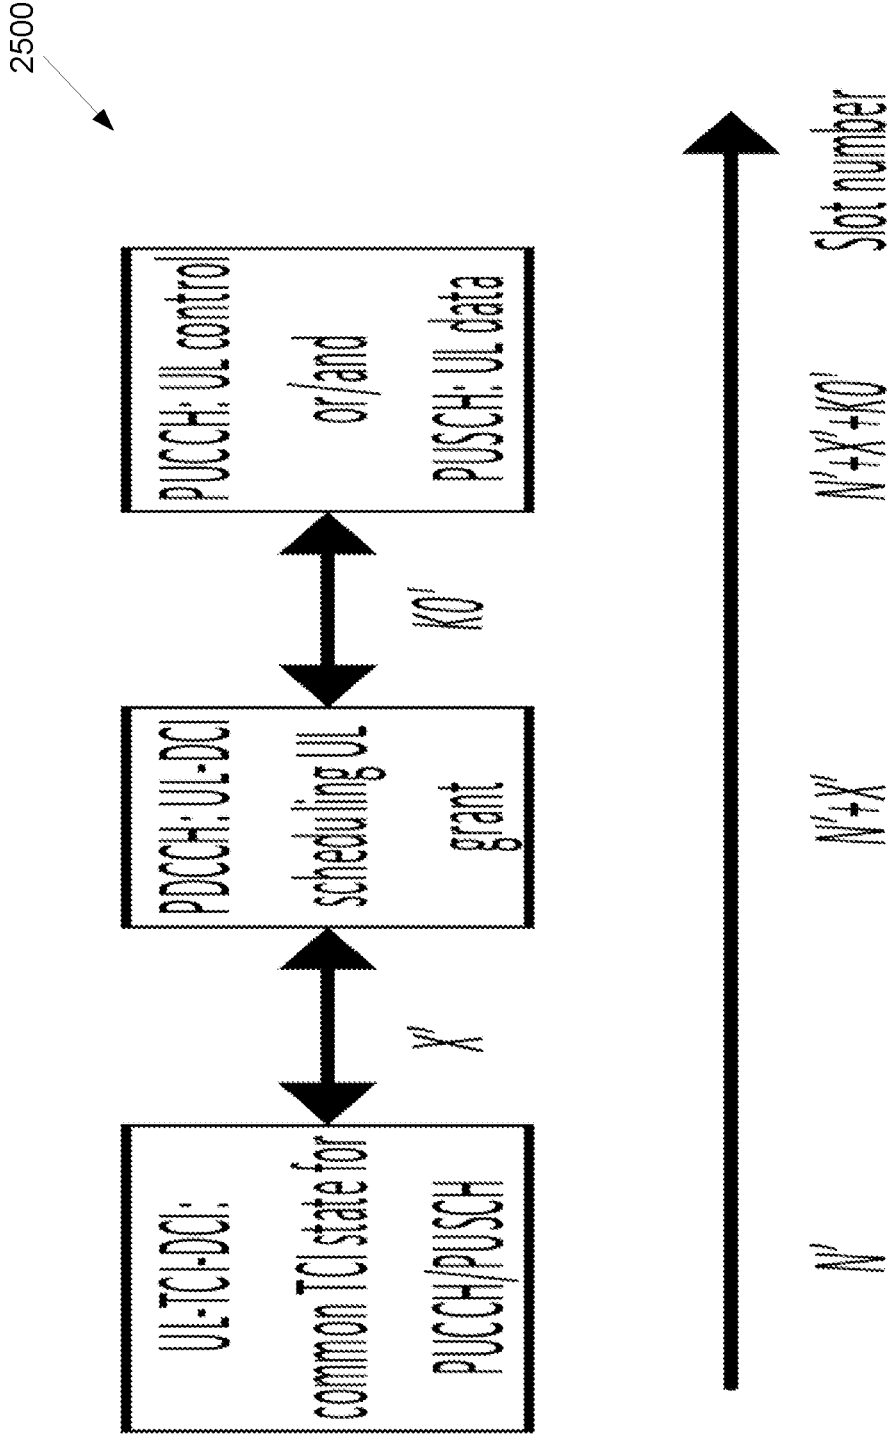 2500
UL-TCI-DCI:
common TCI state for
PUCCH/PUSCH
X'
PDCCH: UL-DCI
scheduling UL
grant
K0'
PUCCH: UL control
or/and
PUSCH: UL data
N'
N'+X'
N'+X'+K0'
Slot number